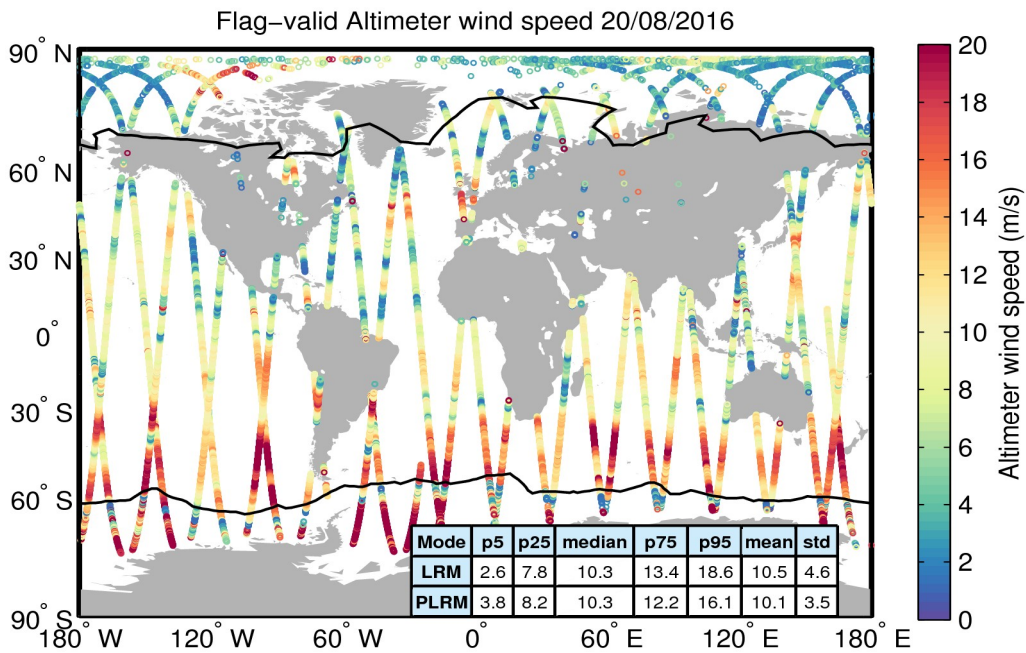 Flag−valid Altimeter wind speed 20/08/2016
90° N
60° N
30° N
0°
30° S
60° S
90° S
180° W
120° W
60° W
0°
60° E
120° E
180° E
Mode p5 p25 median p75 p95 mean std
LRM 2.6 7.8 10.3 13.4 18.6 10.5 4.6
PLRM 3.8 8.2 10.3 12.2 16.1 10.1 3.5
20
18
16
14
12
10
8
6
4
2
0
Altimeter wind speed (m/s)